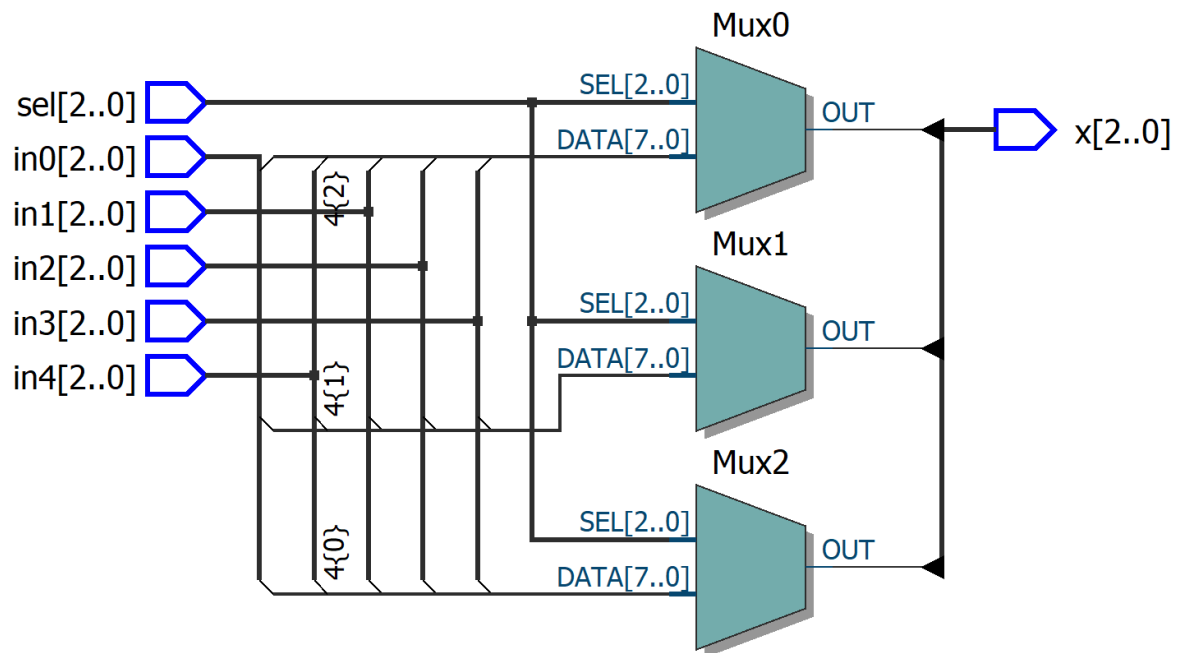 Mux0
sel[2..0]
SEL[2..0]
OUT
x[2..0]
in0[2..0]
DATA[7..0]
4{2}
in1[2..0]
Mux1
in2[2..0]
in3[2..0]
SEL[2..0]
OUT
in4[2..0]
4{1}
DATA[7..0]
Mux2
SEL[2..0]
OUT
4{0}
DATA[7..0]